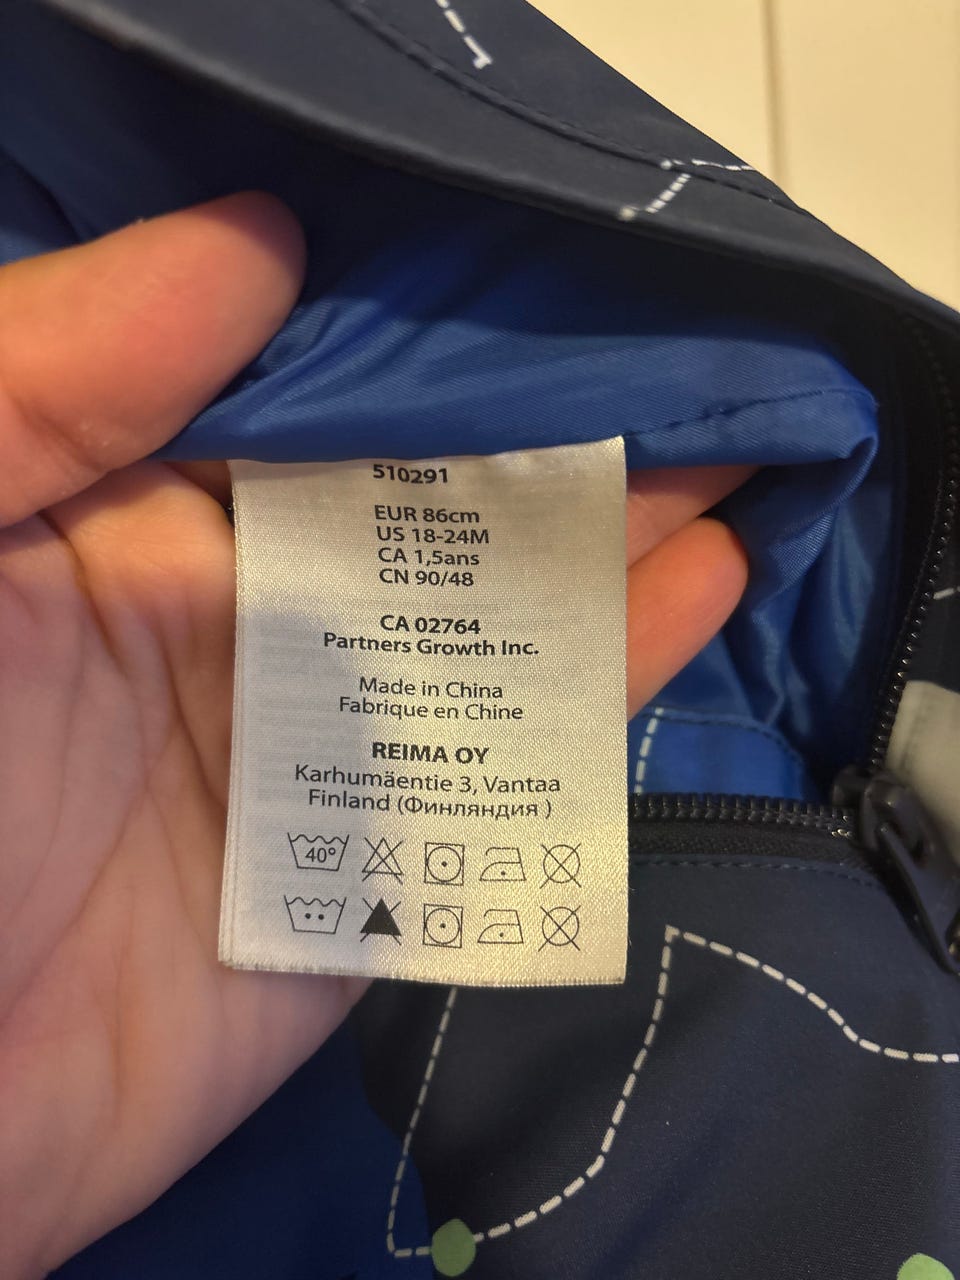 510291
EUR 86cm
US 18-24M
CA 1,5ans
CN 90/48
CA 02764
Partners Growth Inc.
Made in China
Fabrique en Chine
REIMA OY
Karhumäentie 3, Vantaa
Finland (Финляндия )
40°